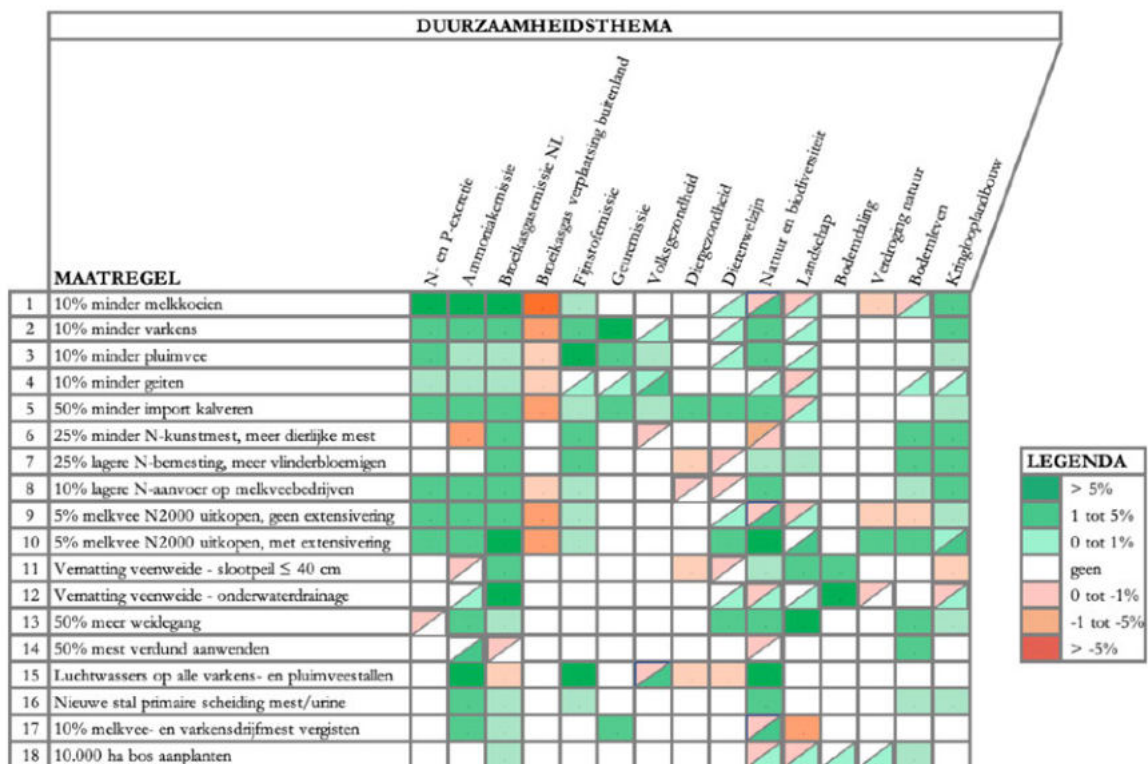 DUURZAAMHEIDSTHEMA
N- en P-excretie
Ammoniakemissie
Broeikasgasemissie NL
Broeikasgas verplaatsing buitenland
Fijnstofemissie
Geuremissie
Volksgezondheid
Diergezondheid
Dierenwelzijn
Natuur en biodiversiteit
Landschap
Bodemdaling
Verdroging natuur
Bodemleven
Kringlooplandbouw
MAATREGEL
1 10% minder melkkoeien
2 10% minder varkens
3 10% minder pluimvee
4 10% minder geiten
5 50% minder import kalveren
6 25% minder N-kunstmest, meer dierlijke mest
7 25% lagere N-bemesting, meer vlinderbloemigen
8 10% lagere N-aanvoer op melkveebedrijven
9 5% melkvee N2000 uitkopen, geen extensivering
10 5% melkvee N2000 uitkopen, met extensivering
11 Vernatting veenweide - slootpeil ≤ 40 cm
12 Vernatting veenweide - onderwaterdrainage
13 50% meer weidegang
14 50% mest verdund aanwenden
15 Luchtwassers op alle varkens- en pluimveestallen
16 Nieuwe stal primaire scheiding mest/urine
17 10% melkvee- en varkensdrijfmest vergisten
18 10.000 ha bos aanplanten
LEGENDA
> 5%
1 tot 5%
0 tot 1%
geen
0 tot -1%
-1 tot -5%
> -5%